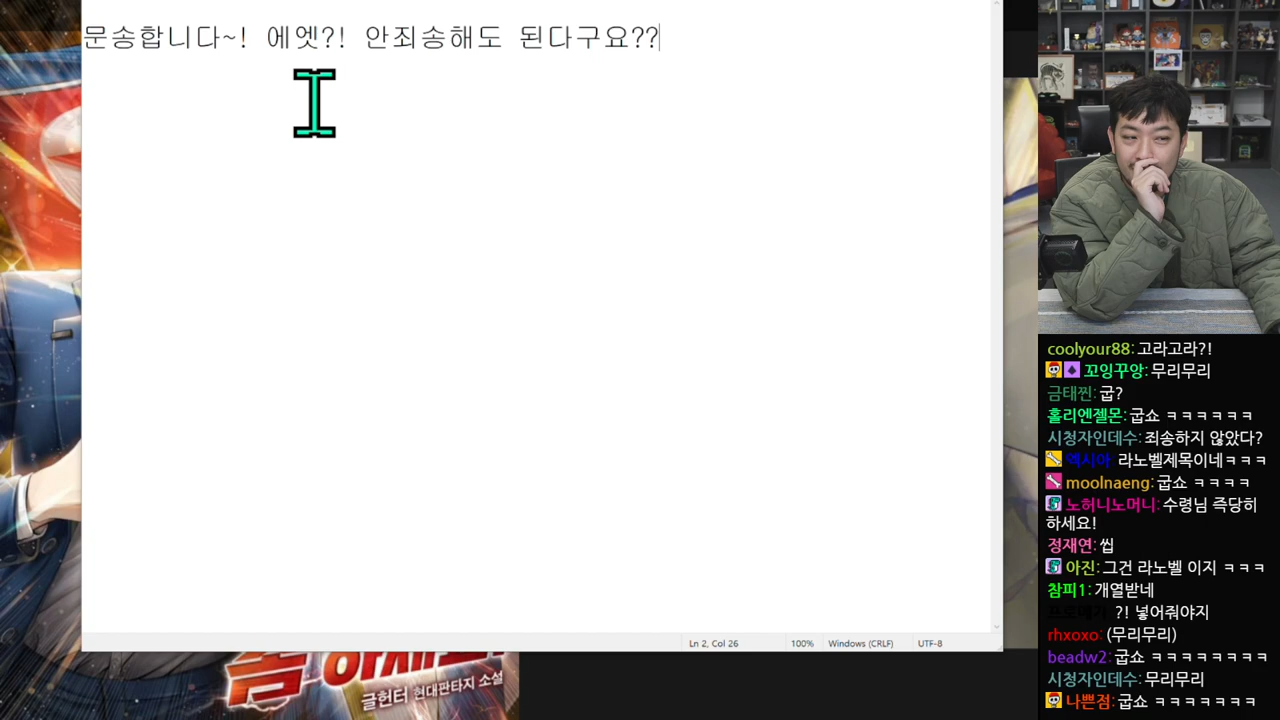 문송합니다~! 에엣?! 안죄송해도 된다구요??
Ln 2, Col 26
100%
Windows (CRLF)
UTF-8
글헌터 현대판타지 소설
coolyour88: 고라고라?!
꼬잉꾸앙: 무리무리
금태찐: 굽?
홀리엔젤몬: 굽쇼 ㅋㅋㅋㅋㅋㅋ
시청자인데수: 죄송하지 않았다?
엑시아: 라노벨제목이네ㅋㅋㅋ
moolnaeng: 굽쇼 ㅋㅋㅋㅋ
노허니노머니: 수령님 즉당히
하세요!
정재연: 씹
아진: 그건 라노벨 이지 ㅋㅋㅋ
참피1: 개열받네
?! 넣어줘야지
rhxoxo: (무리무리)
beadw2: 굽쇼 ㅋㅋㅋㅋㅋㅋㅋㅋ
시청자인데수: 무리무리
나쁜점: 굽쇼 ㅋㅋㅋㅋㅋㅋㅋ